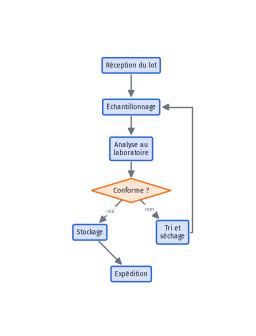 Réception du lot
Échantillonnage
Analyse au
laboratoire
Conforme ?
oui
non
Stockage
Tri et
séchage
Expédition